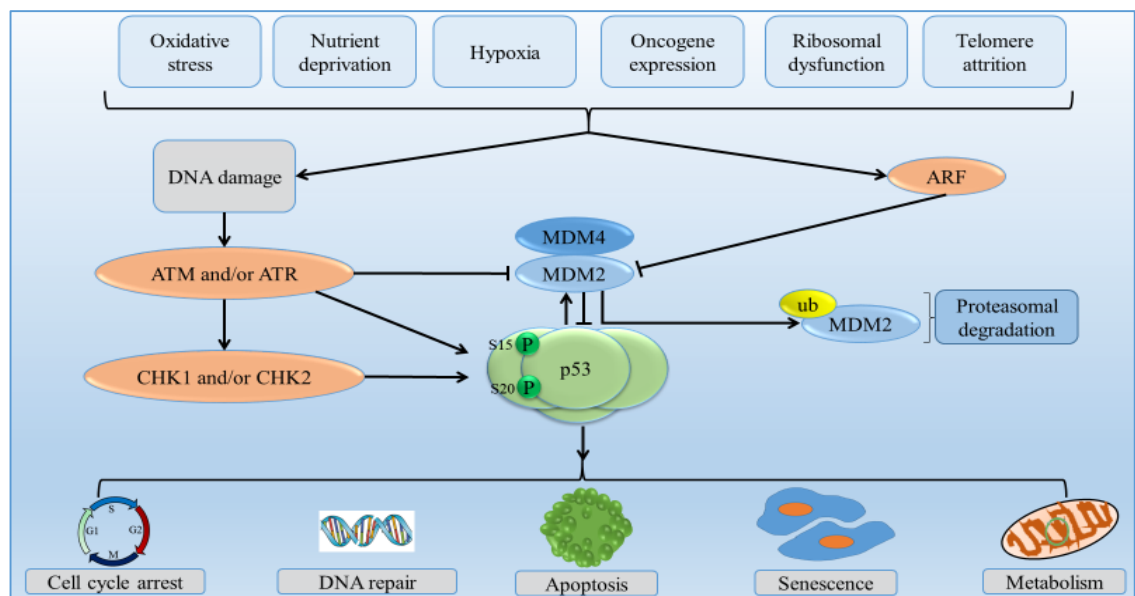 Oxidative
stress
Nutrient
deprivation
Hypoxia
Oncogene
expression
Ribosomal
dysfunction
Telomere
attrition
DNA damage
ARF
MDM4
ATM and/or ATR
MDM2
ub
MDM2
Proteasomal
degradation
S15
P
p53
CHK1 and/or CHK2
S20
P
S
G1
G2
M
Cell cycle arrest
DNA repair
Apoptosis
Senescence
Metabolism